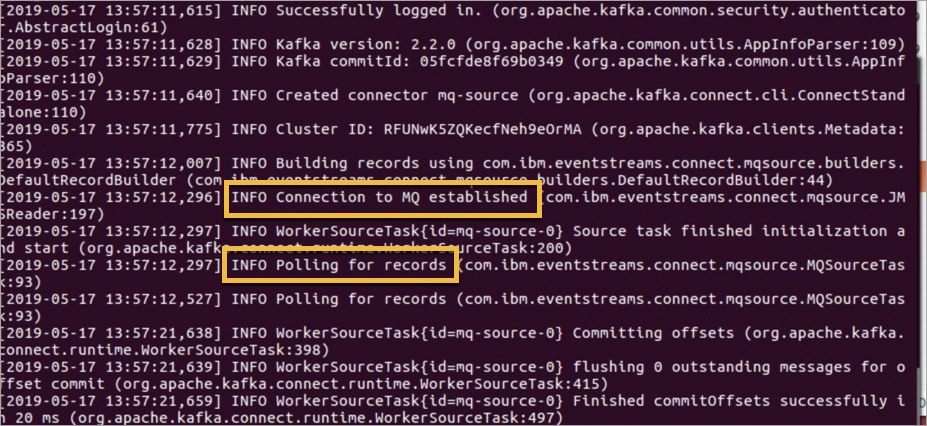 [2019-05-17 13:57:11,615] INFO Successfully logged in. (org.apache.kafka.common.security.authenticato
r.AbstractLogin:61)
[2019-05-17 13:57:11,628] INFO Kafka version: 2.2.0 (org.apache.kafka.common.utils.AppInfoParser:109)
[2019-05-17 13:57:11,629] INFO Kafka commitId: 05fcfde8f69b0349 (org.apache.kafka.common.utils.AppInf
oParser:110)
[2019-05-17 13:57:11,640] INFO Created connector mq-source (org.apache.kafka.connect.cli.ConnectStand
alone:110)
[2019-05-17 13:57:11,775] INFO Cluster ID: RFUNwK5ZQKecfNeh9eOrMA (org.apache.kafka.clients.Metadata:
365)
[2019-05-17 13:57:12,007] INFO Building records using com.ibm.eventstreams.connect.mqsource.builders.
DefaultRecordBuilder (com.ibm.eventstreams.connect.mqsource.builders.DefaultRecordBuilder:44)
[2019-05-17 13:57:12,296] INFO Connection to MQ established (com.ibm.eventstreams.connect.mqsource.JM
SReader:197)
[2019-05-17 13:57:12,297] INFO WorkerSourceTask{id=mq-source-0} Source task finished initialization a
nd start (org.apache.kafka.connect.runtime.WorkerSourceTask:200)
[2019-05-17 13:57:12,297] INFO Polling for records (com.ibm.eventstreams.connect.mqsource.MQSourceTas
k:93)
[2019-05-17 13:57:12,527] INFO Polling for records (com.ibm.eventstreams.connect.mqsource.MQSourceTas
k:93)
[2019-05-17 13:57:21,638] INFO WorkerSourceTask{id=mq-source-0} Committing offsets (org.apache.kafka.
connect.runtime.WorkerSourceTask:398)
[2019-05-17 13:57:21,639] INFO WorkerSourceTask{id=mq-source-0} flushing 0 outstanding messages for o
ffset commit (org.apache.kafka.connect.runtime.WorkerSourceTask:415)
[2019-05-17 13:57:21,659] INFO WorkerSourceTask{id=mq-source-0} Finished commitOffsets successfully i
n 20 ms (org.apache.kafka.connect.runtime.WorkerSourceTask:497)